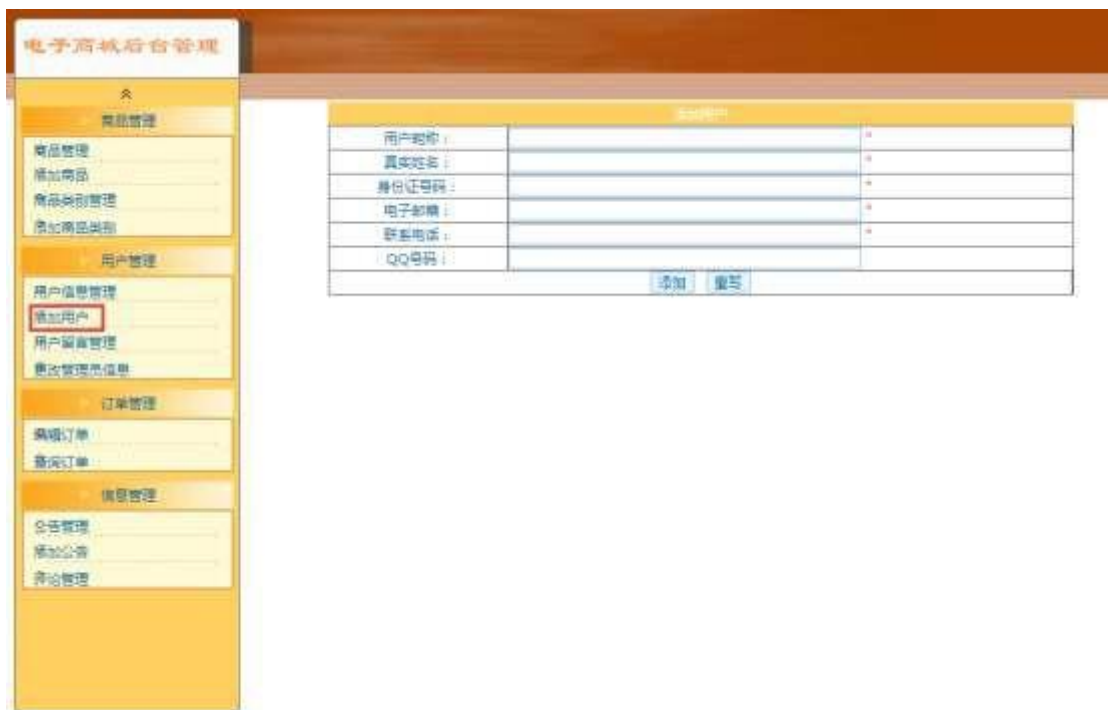 电子商城后台管理
商品管理
商品管理
添加商品
商品类别管理
添加商品类别
用户管理
用户信息管理
添加用户
用户留言管理
更改管理员信息
订单管理
编辑订单
查询订单
信息管理
公告管理
添加公告
评论管理
添加用户
用户昵称：
*
真实姓名：
*
身份证号码：
*
电子邮箱：
*
联系电话：
*
QQ号码：
添加 重写